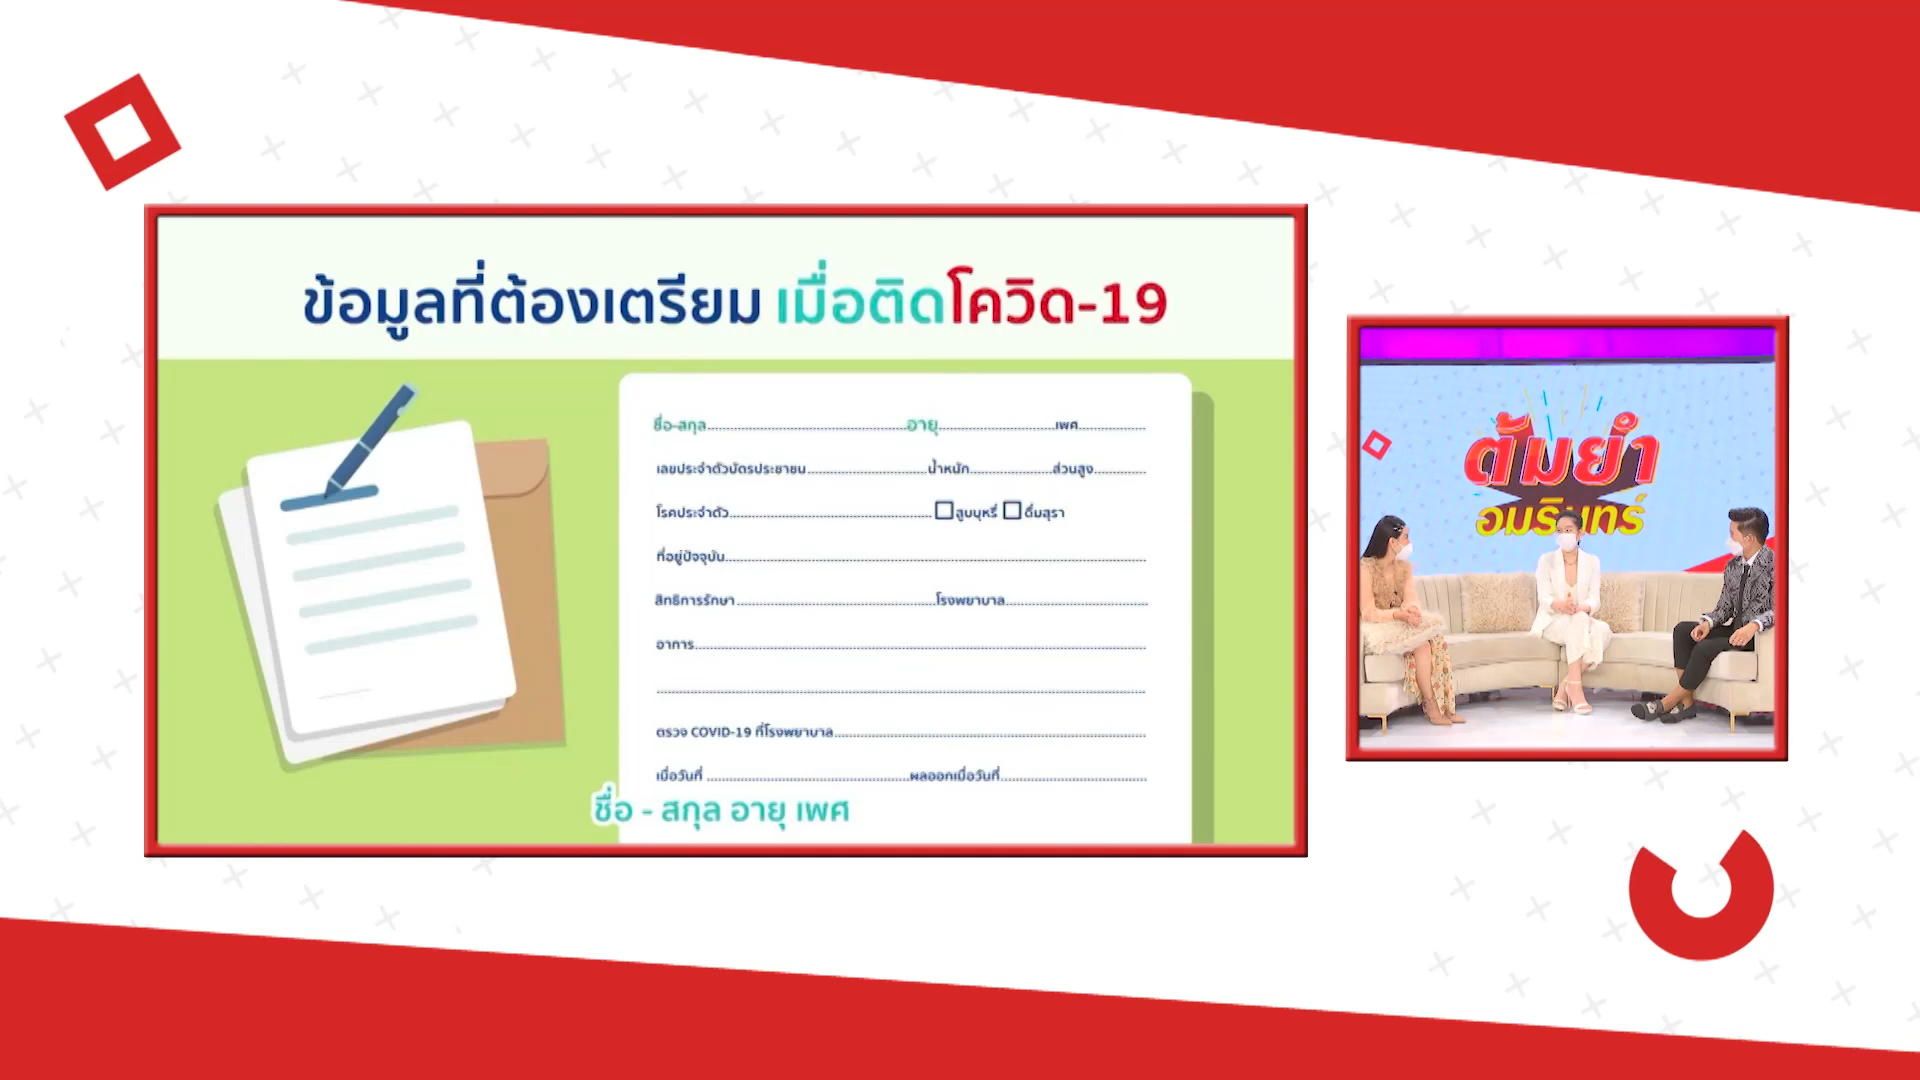 ข้อมูลที่ต้องเตรียม เมื่อติดโควิด-19
ชื่อ-สกุล อายุ เพศ
เลขประจำตัวบัตรประชาชน น้ำหนัก ส่วนสูง
โรคประจำตัว สูบบุหรี่ ดื่มสุรา
ที่อยู่ปัจจุบัน
สิทธิการรักษา โรงพยาบาล
อาการ
ตรวจ COVID-19 ที่โรงพยาบาล
เมื่อวันที่ ผลออกเมื่อวันที่
ชื่อ - สกุล อายุ เพศ
ต้มยำ
อมรินทร์